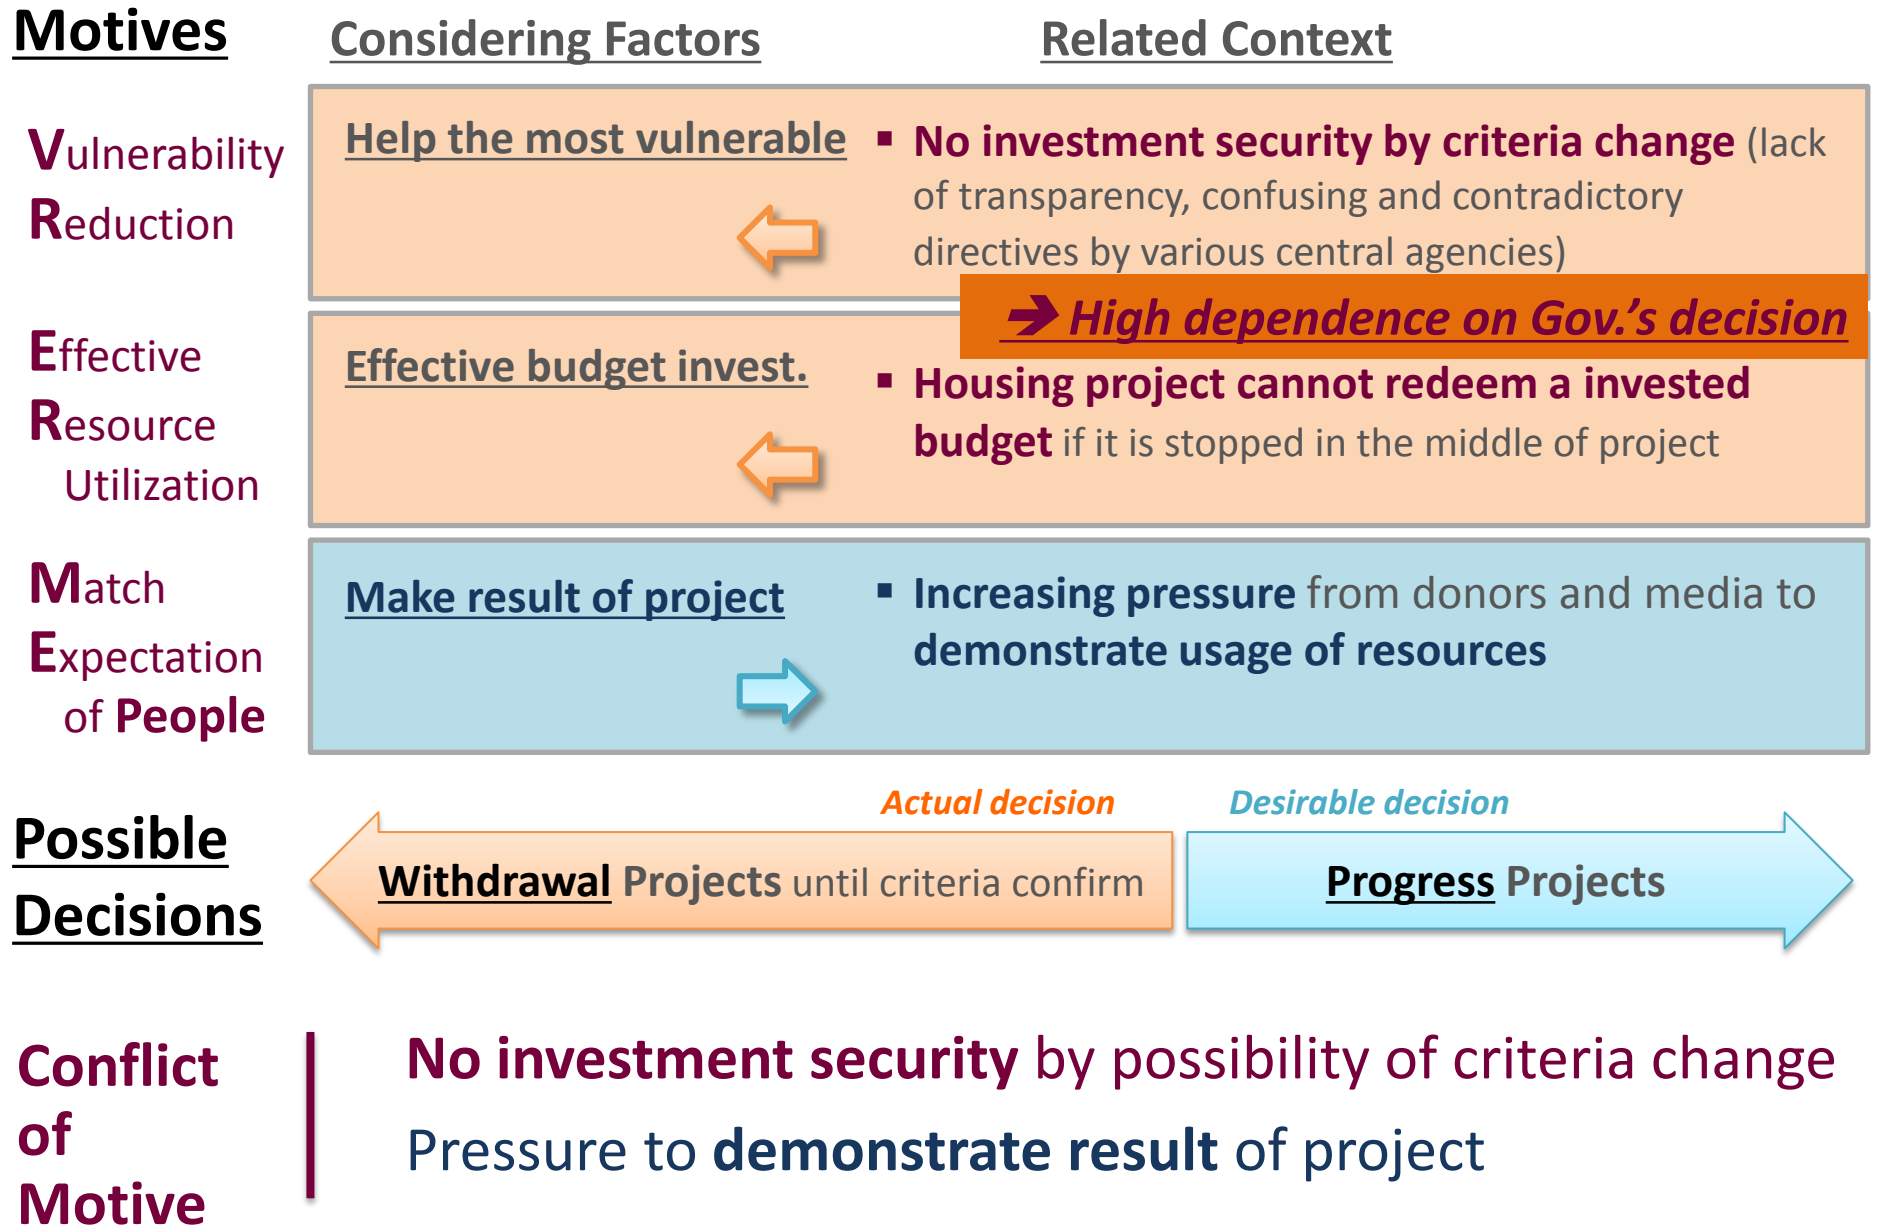 Motives
Considering Factors
Related Context
Vulnerability
Reduction
Help the most vulnerable
▪ No investment security by criteria change (lack
of transparency, confusing and contradictory
directives by various central agencies)
➔ High dependence on Gov.’s decision
Effective
Resource
Utilization
Effective budget invest.
▪ Housing project cannot redeem a invested
budget if it is stopped in the middle of project
Match
Expectation
of People
Make result of project
▪ Increasing pressure from donors and media to
demonstrate usage of resources
Possible
Decisions
Actual decision
Withdrawal Projects until criteria confirm
Desirable decision
Progress Projects
Conflict
of
Motive
No investment security by possibility of criteria change
Pressure to demonstrate result of project